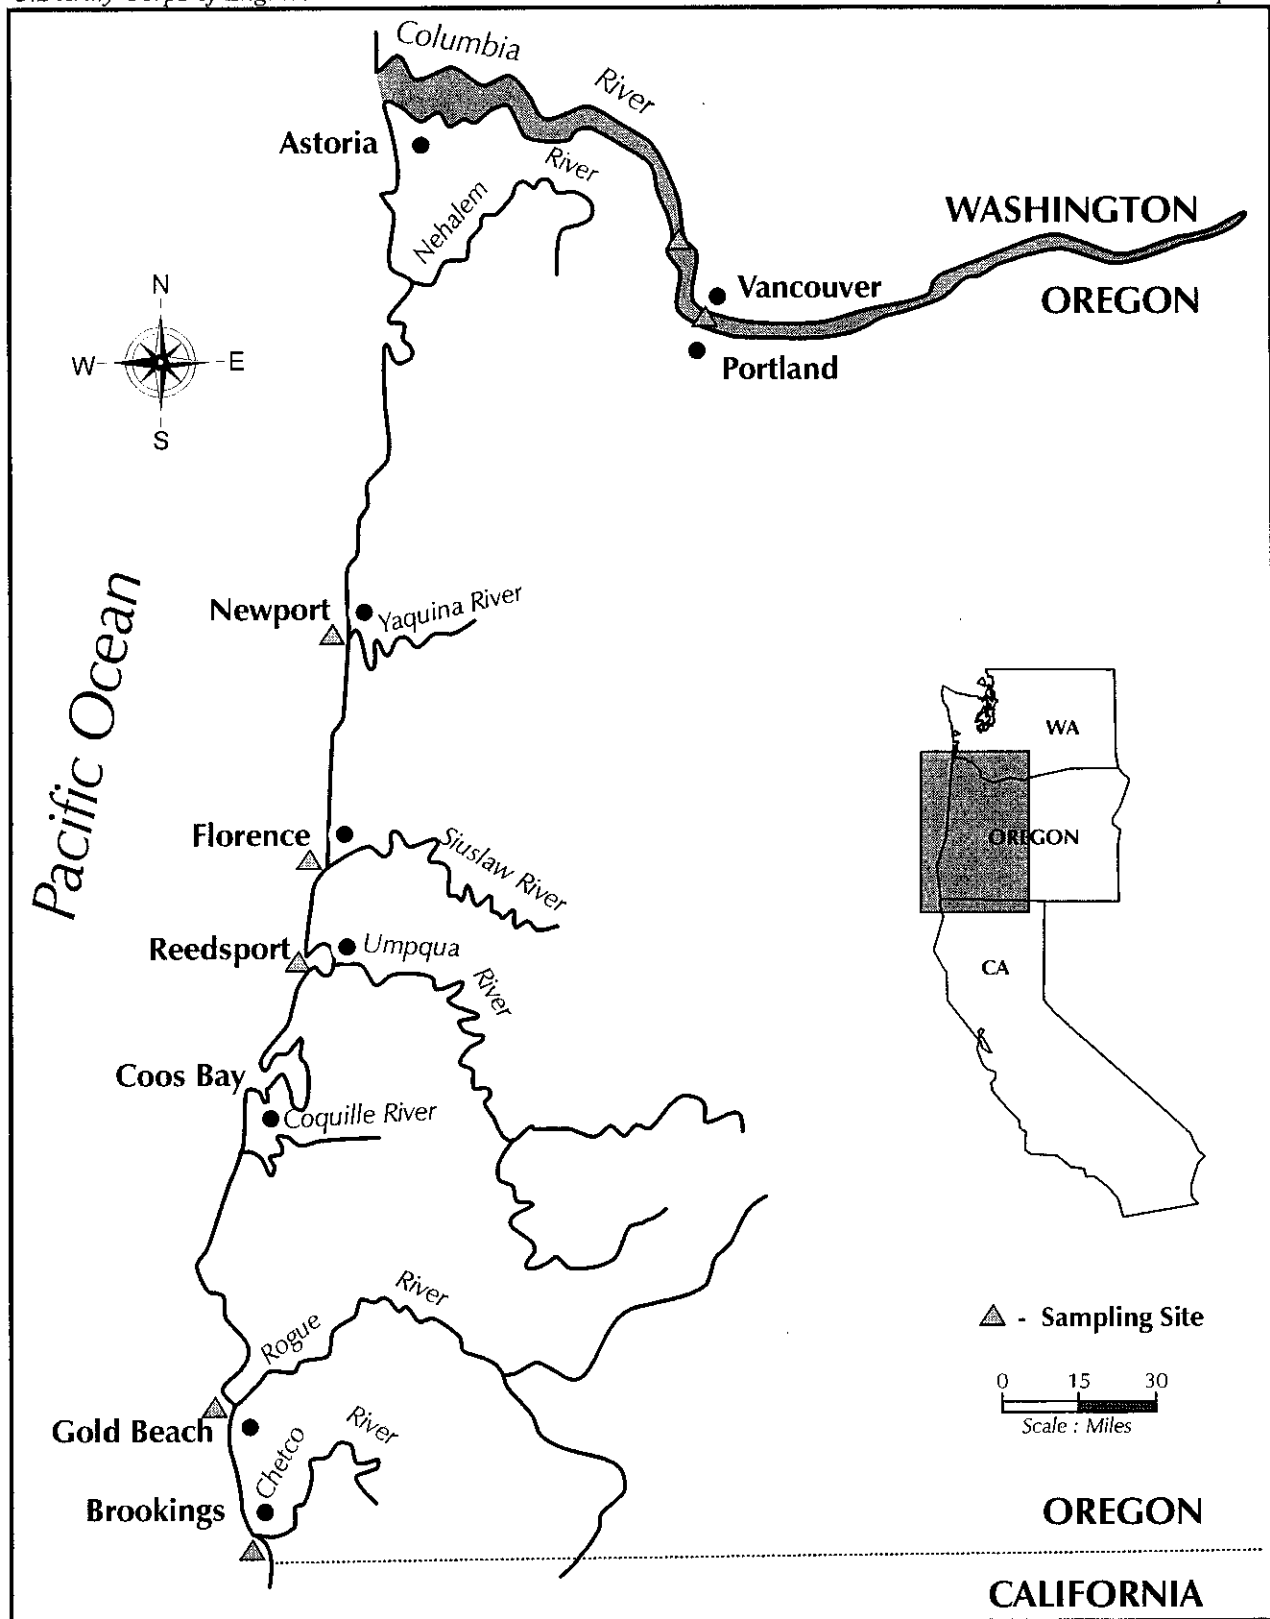 Columbia
River
Astoria
River
Nehalem
WASHINGTON
Vancouver
OREGON
Portland
N
W
E
S
Pacific Ocean
Newport
Yaquina River
Florence
Siuslaw River
Reedsport
Umpqua
River
Coos Bay
Coquille River
WA
OREGON
CA
River
Rogue
Gold Beach
River
Chetco
Brookings
- Sampling Site
0 15 30
Scale : Miles
OREGON
CALIFORNIA